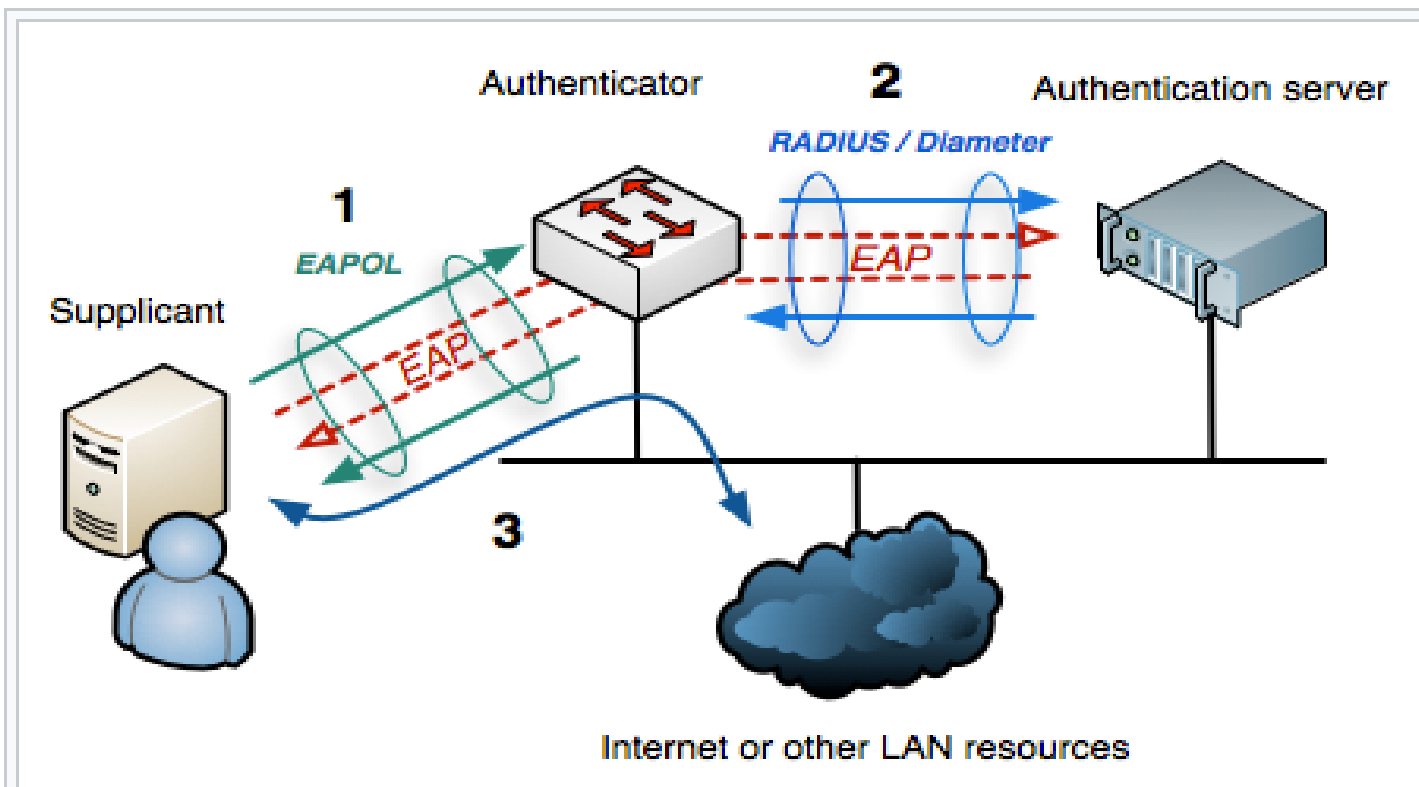 Authenticator
2
Authentication server
RADIUS / Diameter
1
EAPOL
EAP
Supplicant
EAP
3
Internet or other LAN resources